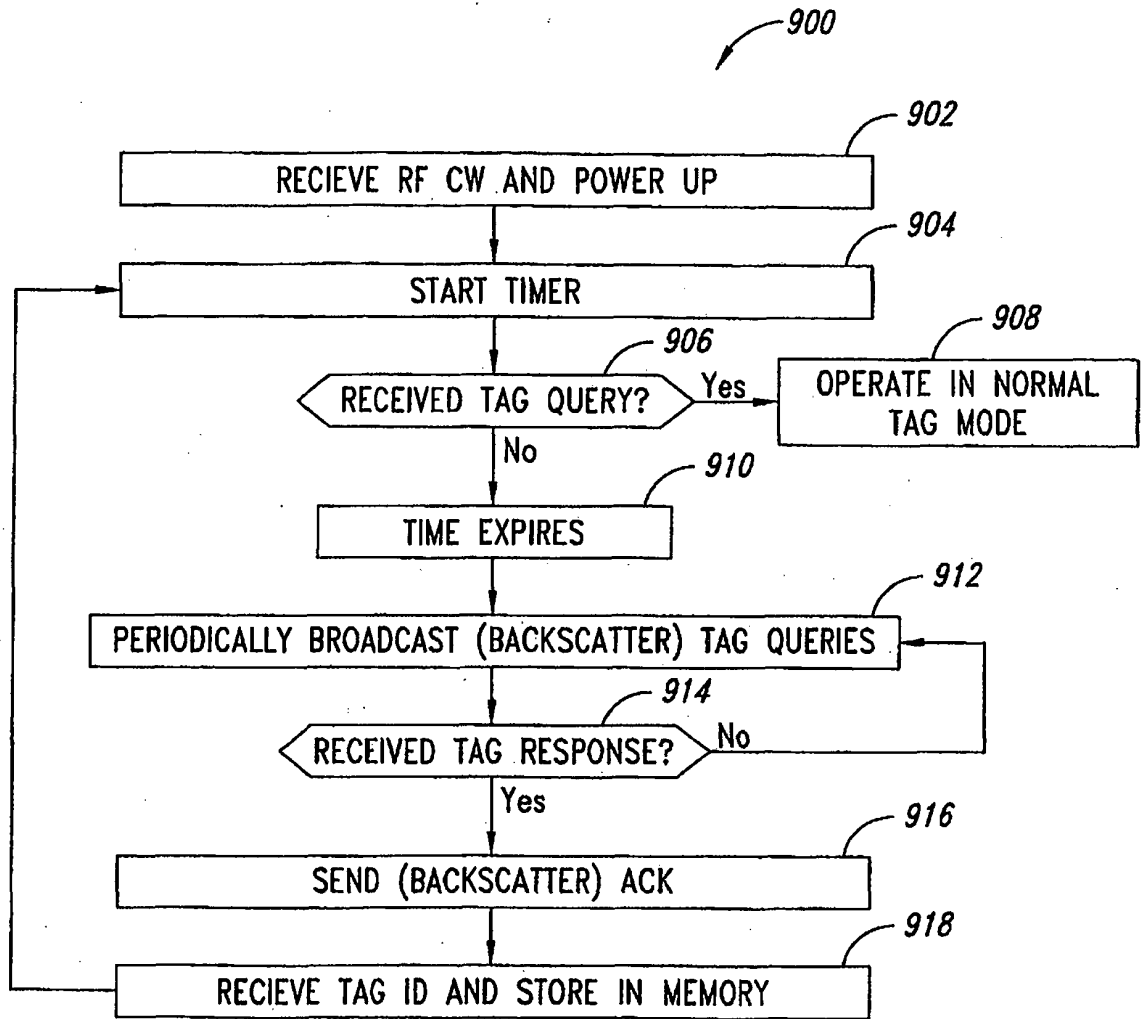 900
902
RECIEVE RF CW AND POWER UP
904
START TIMER
906
908
RECEIVED TAG QUERY?
Yes
OPERATE IN NORMAL
TAG MODE
No
910
TIME EXPIRES
912
PERIODICALLY BROADCAST (BACKSCATTER) TAG QUERIES
914
RECEIVED TAG RESPONSE?
No
Yes
916
SEND (BACKSCATTER) ACK
918
RECIEVE TAG ID AND STORE IN MEMORY